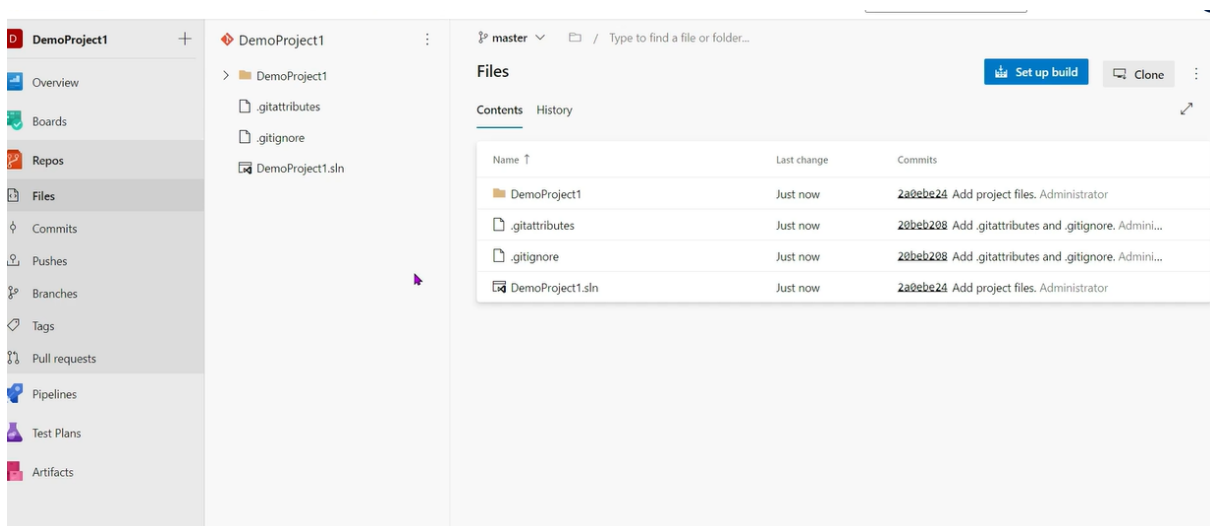 D DemoProject1
Overview
Boards
Repos
Files
Commits
Pushes
Branches
Tags
Pull requests
Pipelines
Test Plans
Artifacts
DemoProject1
DemoProject1
.gitattributes
.gitignore
DemoProject1.sln
master / Type to find a file or folder...
Files
Set up build Clone
Contents History
Name ↑ Last change Commits
DemoProject1 Just now 2a0ebe24 Add project files. Administrator
.gitattributes Just now 20beb208 Add .gitattributes and .gitignore. Admini...
.gitignore Just now 20beb208 Add .gitattributes and .gitignore. Admini...
DemoProject1.sln Just now 2a0ebe24 Add project files. Administrator